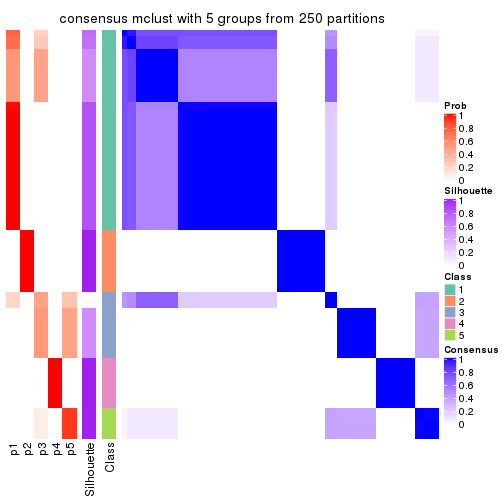 consensus mclust with 5 groups from 250 partitions
Prob
1
0.8
0.6
0.4
0.2
0
Silhouette
1
0.8
0.6
0.4
0.2
0
Class
1
2
3
4
5
Consensus
1
0.8
0.6
0.4
0.2
0
p1
p2
p3
p4
p5
Silhouette
Class